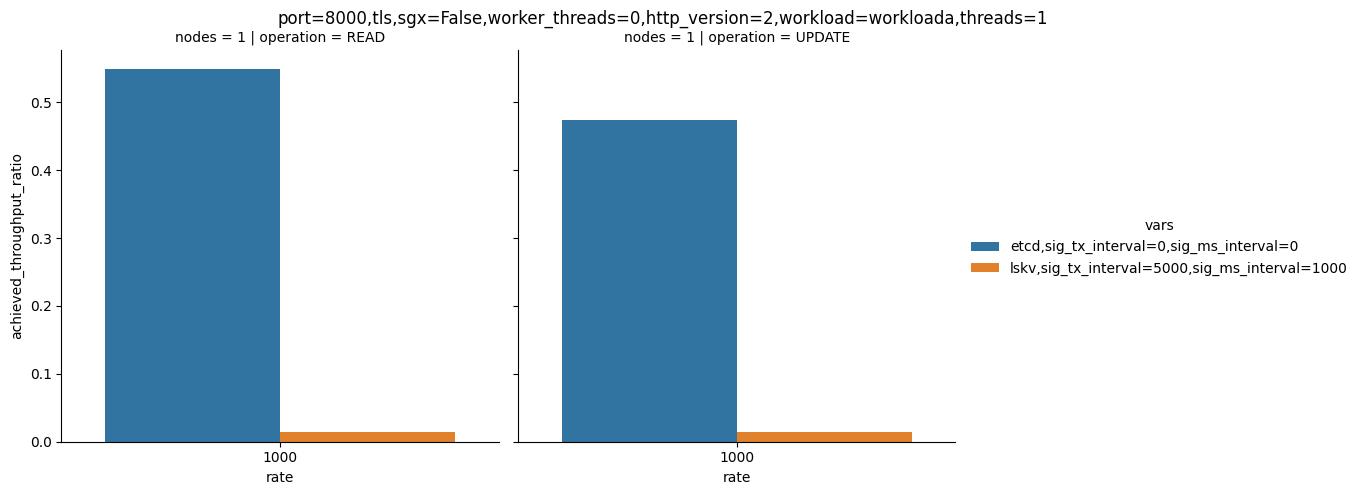 port=8000,tls,sgx=False,worker_threads=0,http_version=2,workload=workloada,threads=1
nodes = 1 | operation = READ
nodes = 1 | operation = UPDATE
achieved_throughput_ratio
0.5
0.4
0.3
0.2
0.1
0.0
1000
1000
rate
rate
vars
etcd,sig_tx_interval=0,sig_ms_interval=0
lskv,sig_tx_interval=5000,sig_ms_interval=1000